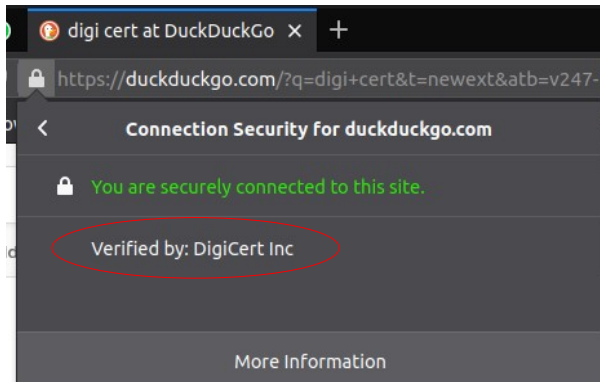 digi cert at DuckDuckGo
https://duckduckgo.com/?q=digi+cert&t=newext&atb=v247-
Connection Security for duckduckgo.com
You are securely connected to this site.
Verified by: DigiCert Inc
More Information